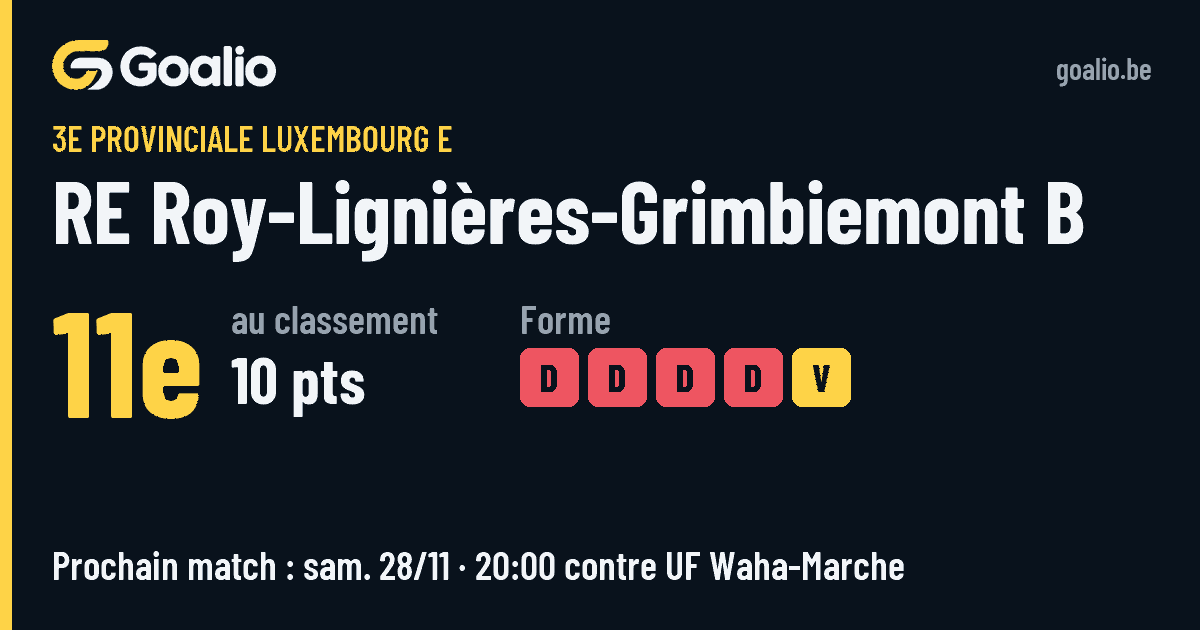 Goalio
goalio.be
3E PROVINCIALE LUXEMBOURG E
RE Roy-Lignières-Grimbiemont B
11e
au classement
10 pts
Forme
D D D D V
Prochain match : sam. 28/11 · 20:00 contre UF Waha-Marche